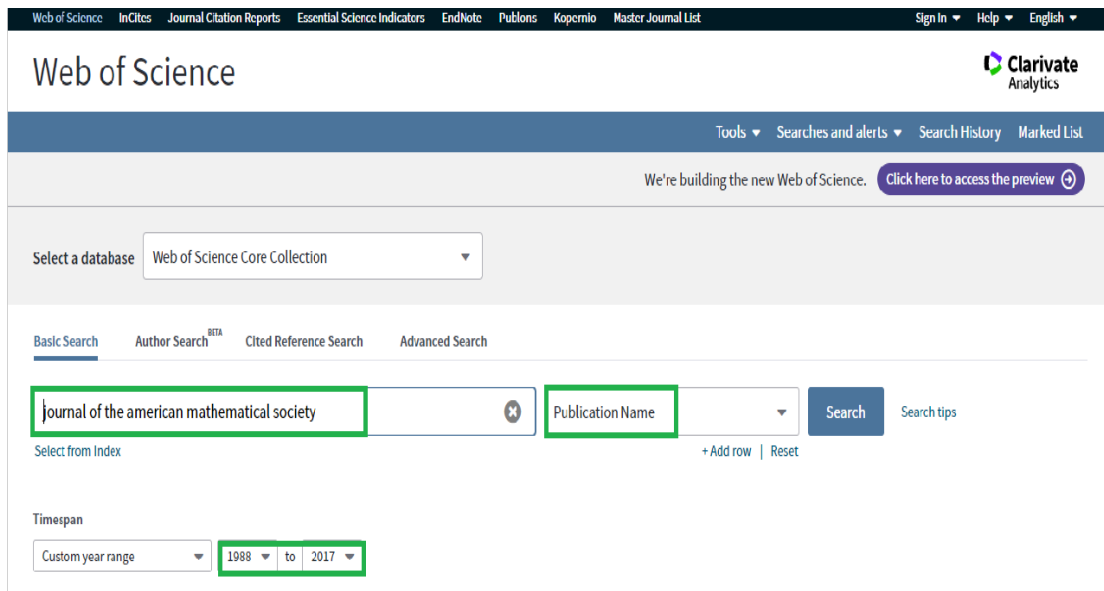 Web of Science InCites Journal Citation Reports Essential Science Indicators EndNote Publons Kopernio Master Journal List Sign In Help English
Web of Science
Clarivate
Analytics
Tools Searches and alerts Search History Marked List
We're building the new Web of Science. Click here to access the preview
Select a database Web of Science Core Collection
Basic Search Author Search BETA Cited Reference Search Advanced Search
journal of the american mathematical society Publication Name Search Search tips
Select from Index + Add row | Reset
Timespan
Custom year range 1988 to 2017